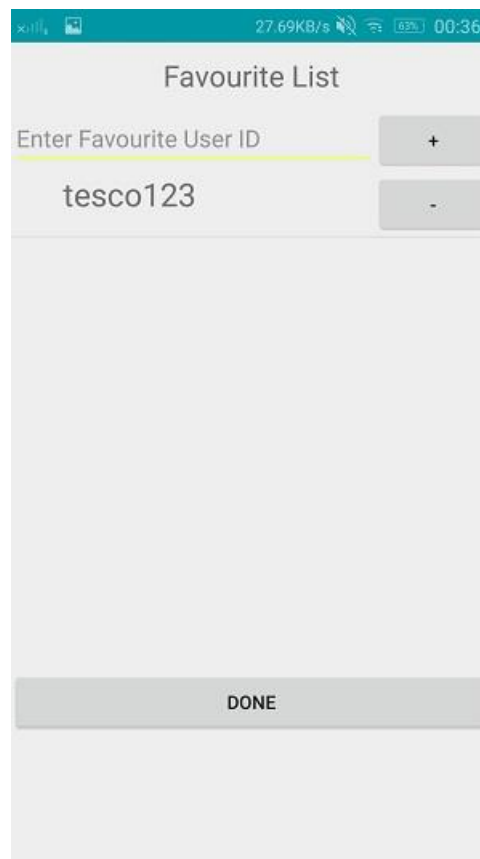 27.69KB/s 63% 00:36
Favourite List
Enter Favourite User ID +
tesco123 -
DONE